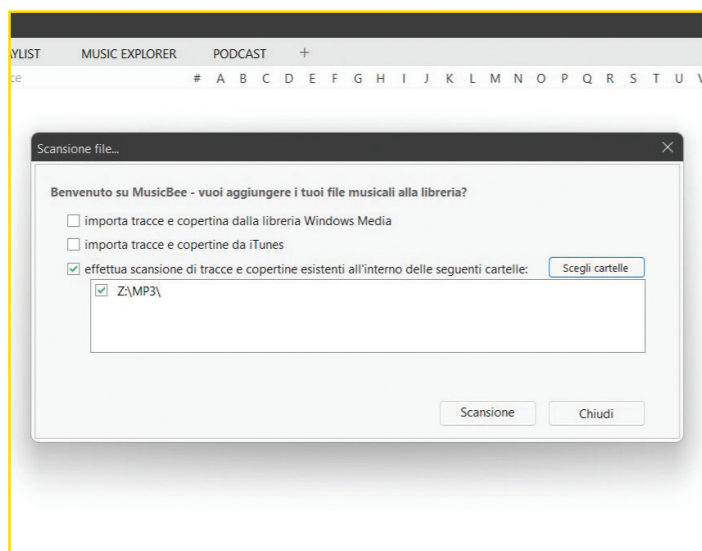 YLIST MUSIC EXPLORER PODCAST +
ce # A B C D E F G H I J K L M N O P Q R S T U V
Scansione file...
Benvenuto su MusicBee - vuoi aggiungere i tuoi file musicali alla libreria?
importa tracce e copertina dalla libreria Windows Media
importa tracce e copertine da iTunes
effettua scansione di tracce e copertine esistenti all'interno delle seguenti cartelle: Scegli cartelle
Z:\MP3\
Scansione Chiudi